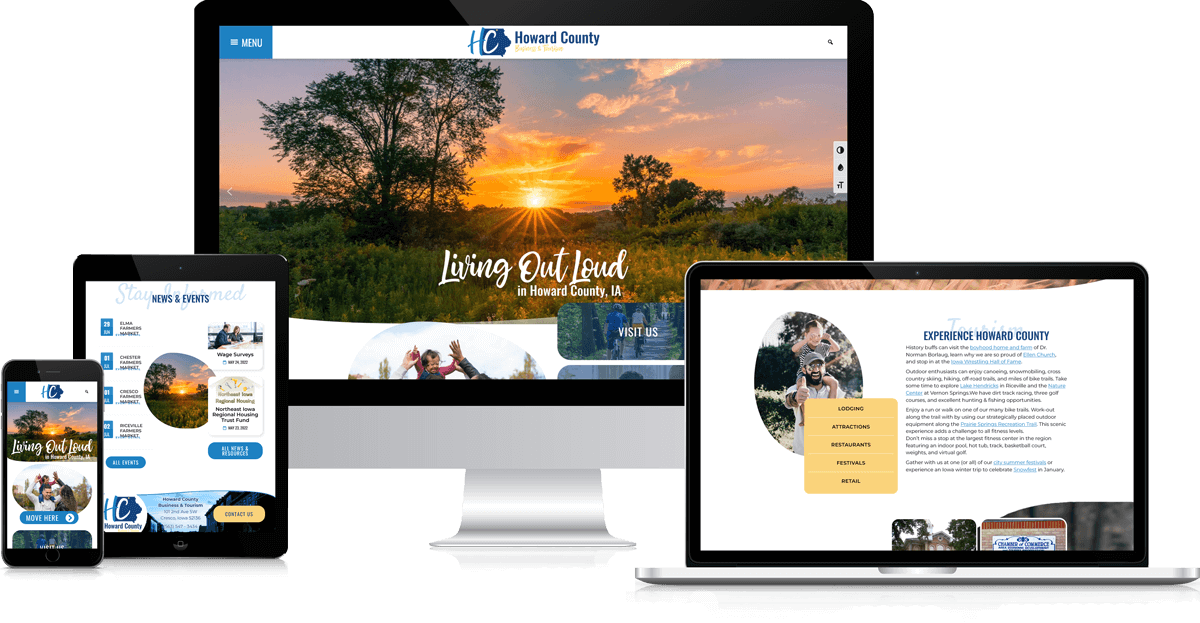 MENU
HC Howard County
Business & Tourism
Living Out Loud
in Howard County, IA
VISIT US
Stay Informed
NEWS & EVENTS
29
JUN
ELMA
FARMERS
MARKET
01
JUL
CHESTER
FARMERS
MARKET
01
JUL
CRESCO
FARMERS
MARKET
02
JUL
RICEVILLE
FARMERS
MARKET
ALL EVENTS
Wage Surveys
MAY 24, 2022
Northeast Iowa
Regional Housing
Northeast Iowa
Regional Housing
Trust Fund
MAY 23, 2022
ALL NEWS &
RESOURCES
HC
Howard County
Howard County
Business & Tourism
101 2nd Ave SW
Cresco, Iowa 52136
(563) 547 - 3434
CONTACT US
HC
Living Out Loud
in Howard County, IA
MOVE HERE
VISIT US
Tourism
EXPERIENCE HOWARD COUNTY
History buffs can visit the boyhood home and farm of Dr.
Norman Borlaug, learn why we are so proud of Ellen Church,
and stop in at the Iowa Wrestling Hall of Fame.
Outdoor enthusiasts can enjoy canoeing, snowmobiling, cross
country skiing, hiking, off-road trails, and miles of bike trails. Take
some time to explore Lake Hendricks in Riceville and the Nature
Center at Vernon Springs.We have dirt track racing, three golf
courses, and excellent hunting & fishing opportunities.
Enjoy a run or walk on one of our many bike trails. Work-out
along the trail with by using our strategically placed outdoor
equipment along the Prairie Springs Recreation Trail. This scenic
experience adds a challenge to all fitness levels.
Don't miss a stop at the largest fitness center in the region
featuring an indoor pool, hot tub, track, basketball court,
weights, and virtual golf.
Gather with us at one (or all) of our city summer festivals or
experience an Iowa winter trip to celebrate Snowfest in January.
LODGING
ATTRACTIONS
RESTAURANTS
FESTIVALS
RETAIL
CHAMBER of COMMERCE